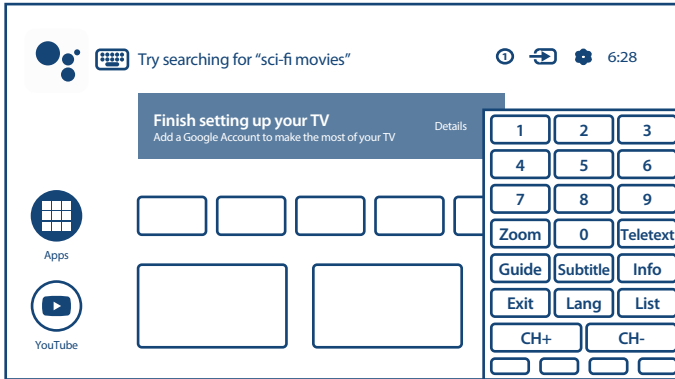 Try searching for “sci-fi movies”
1
6:28
Finish setting up your TV
Add a Google Account to make the most of your TV
Details
1 2 3
4 5 6
7 8 9
Zoom 0 Teletext
Guide Subtitle Info
Exit Lang List
CH+ CH-
Apps
YouTube